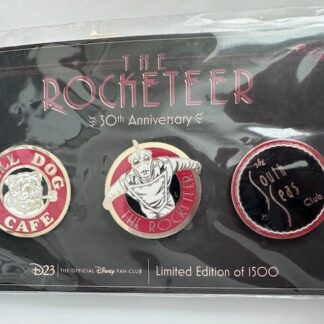 THE
ROCKETEER
30th Anniversary
LL DOG
CAFE
THE ROCKETEER
The
South
Seas
Club
D23 | THE OFFICIAL Disney FAN CLUB | Limited Edition of 1500